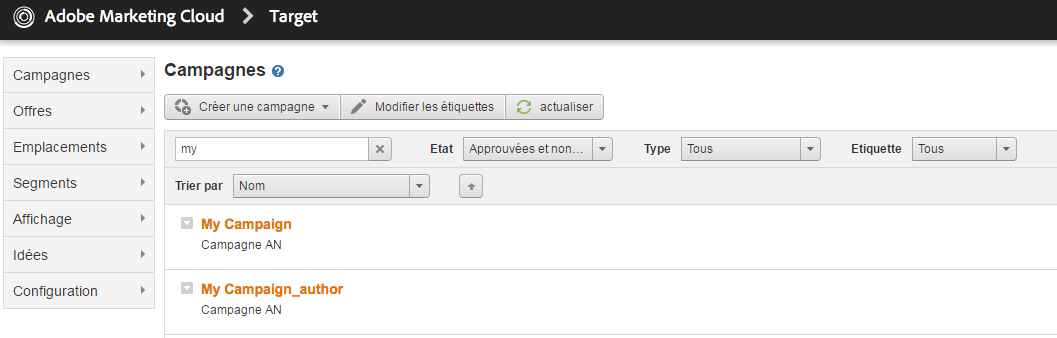 Adobe Marketing Cloud > Target
Campagnes
Offres
Emplacements
Segments
Affichage
Idées
Configuration
Campagnes ?
Créer une campagne Modifier les étiquettes actualiser
my Etat Approuvées et non... Type Tous Etiquette Tous
Trier par Nom
My Campaign
Campagne AN
My Campaign_author
Campagne AN